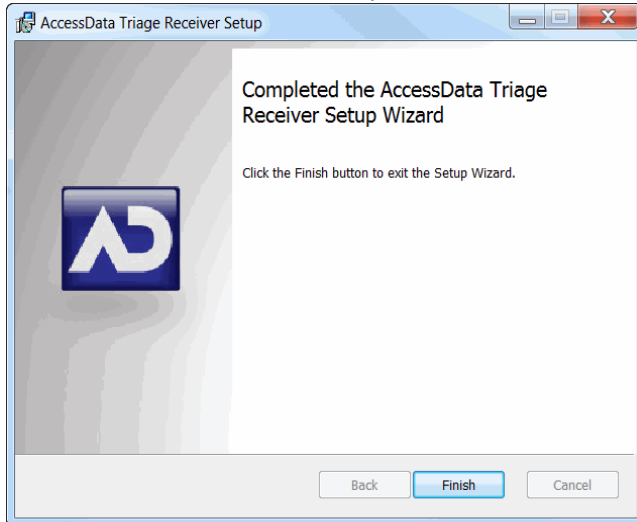 AccessData Triage Receiver Setup
X
Completed the AccessData Triage
Receiver Setup Wizard
Click the Finish button to exit the Setup Wizard.
AD
Back
Finish
Cancel